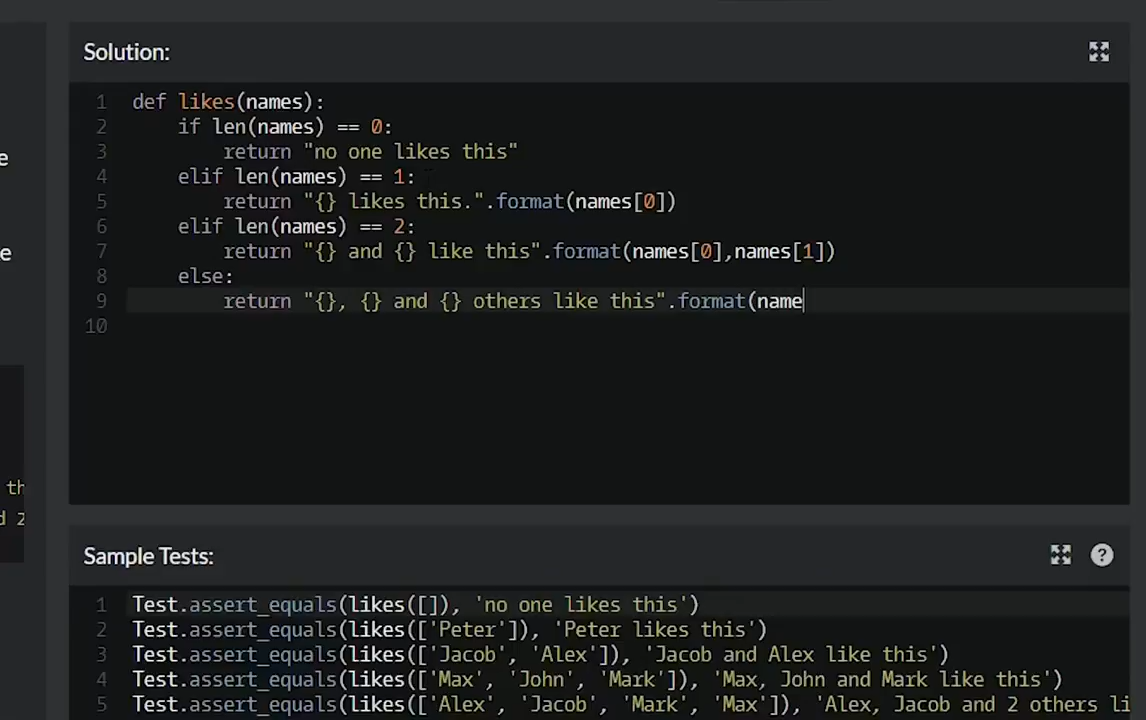 Solution:
1 def likes(names):
2 if len(names) == 0:
3 return "no one likes this"
4 elif len(names) == 1:
5 return "{} likes this.".format(names[0])
6 elif len(names) == 2:
7 return "{} and {} like this".format(names[0],names[1])
8 else:
9 return "{}, {} and {} others like this".format(name
10
e
e
th
d 2
Sample Tests:
?
1 Test.assert_equals(likes([]), 'no one likes this')
2 Test.assert_equals(likes(['Peter']), 'Peter likes this')
3 Test.assert_equals(likes(['Jacob', 'Alex']), 'Jacob and Alex like this')
4 Test.assert_equals(likes(['Max', 'John', 'Mark']), 'Max, John and Mark like this')
5 Test.assert_equals(likes(['Alex', 'Jacob', 'Mark', 'Max']), 'Alex, Jacob and 2 others li